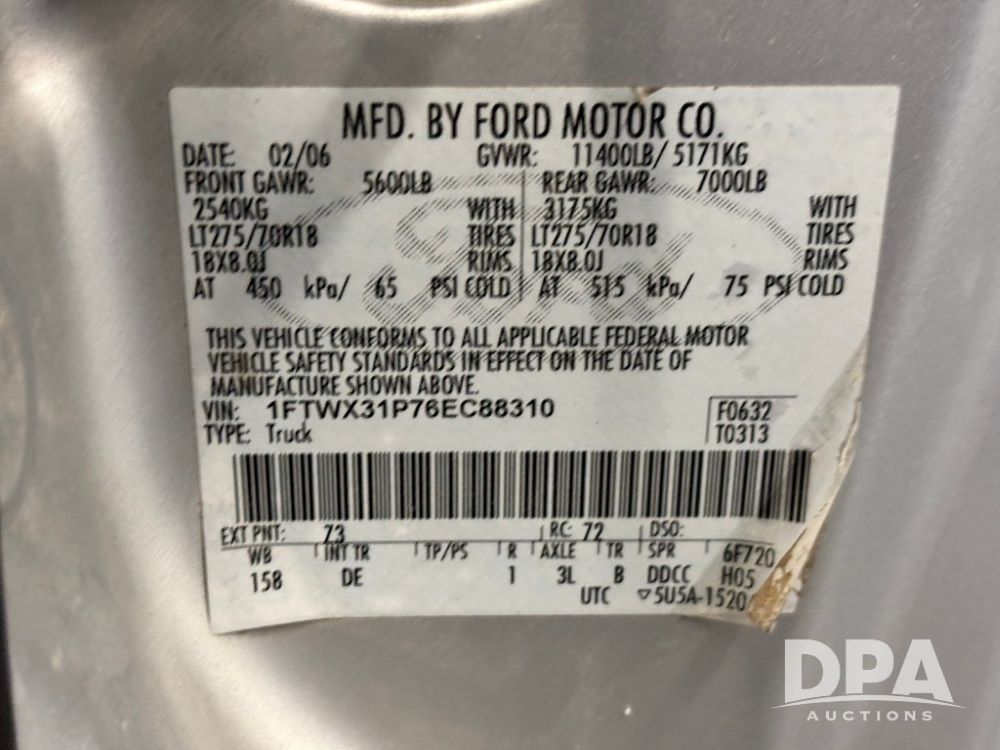 MFD. BY FORD MOTOR CO.
DATE: 02/06 GVWR: 11400LB/ 5171KG
FRONT GAWR: 5600LB REAR GAWR: 7000LB
2540KG WITH 3175KG WITH
LT275/70R18 TIRES LT275/70R18 TIRES
18X8.0J RIMS 18X8.0J RIMS
AT 450 kPa/ 65 PSI COLD AT 515 kPa/ 75 PSI COLD
THIS VEHICLE CONFORMS TO ALL APPLICABLE FEDERAL MOTOR
VEHICLE SAFETY STANDARDS IN EFFECT ON THE DATE OF
MANUFACTURE SHOWN ABOVE.
VIN: 1FTWX31P76EC88310 F0632
TYPE: Truck T0313
EXT PNT: Z3 RC: 72 DSO:
WB INT TR TP/PS R AXLE TR SPR 6F720
158 DE 1 3L B DDCC H05
UTC ▽5U5A-1520
DPA
AUCTIONS